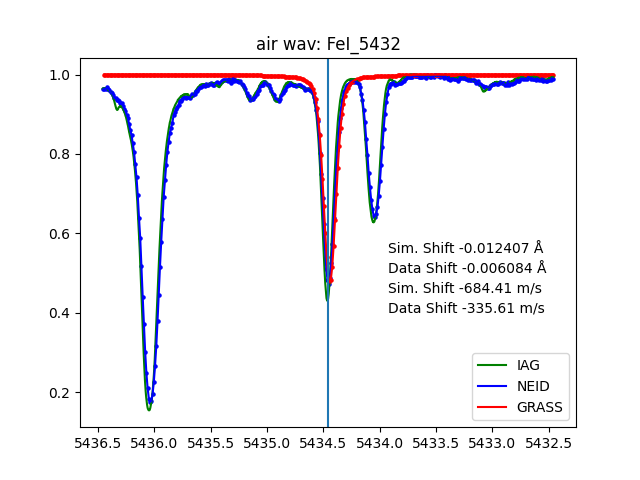 air wav: FeI_5432
1.0
0.8
0.6
0.4
0.2
Sim. Shift -0.012407 Å
Data Shift -0.006084 Å
Sim. Shift -684.41 m/s
Data Shift -335.61 m/s
IAG
NEID
GRASS
5436.5 5436.0 5435.5 5435.0 5434.5 5434.0 5433.5 5433.0 5432.5